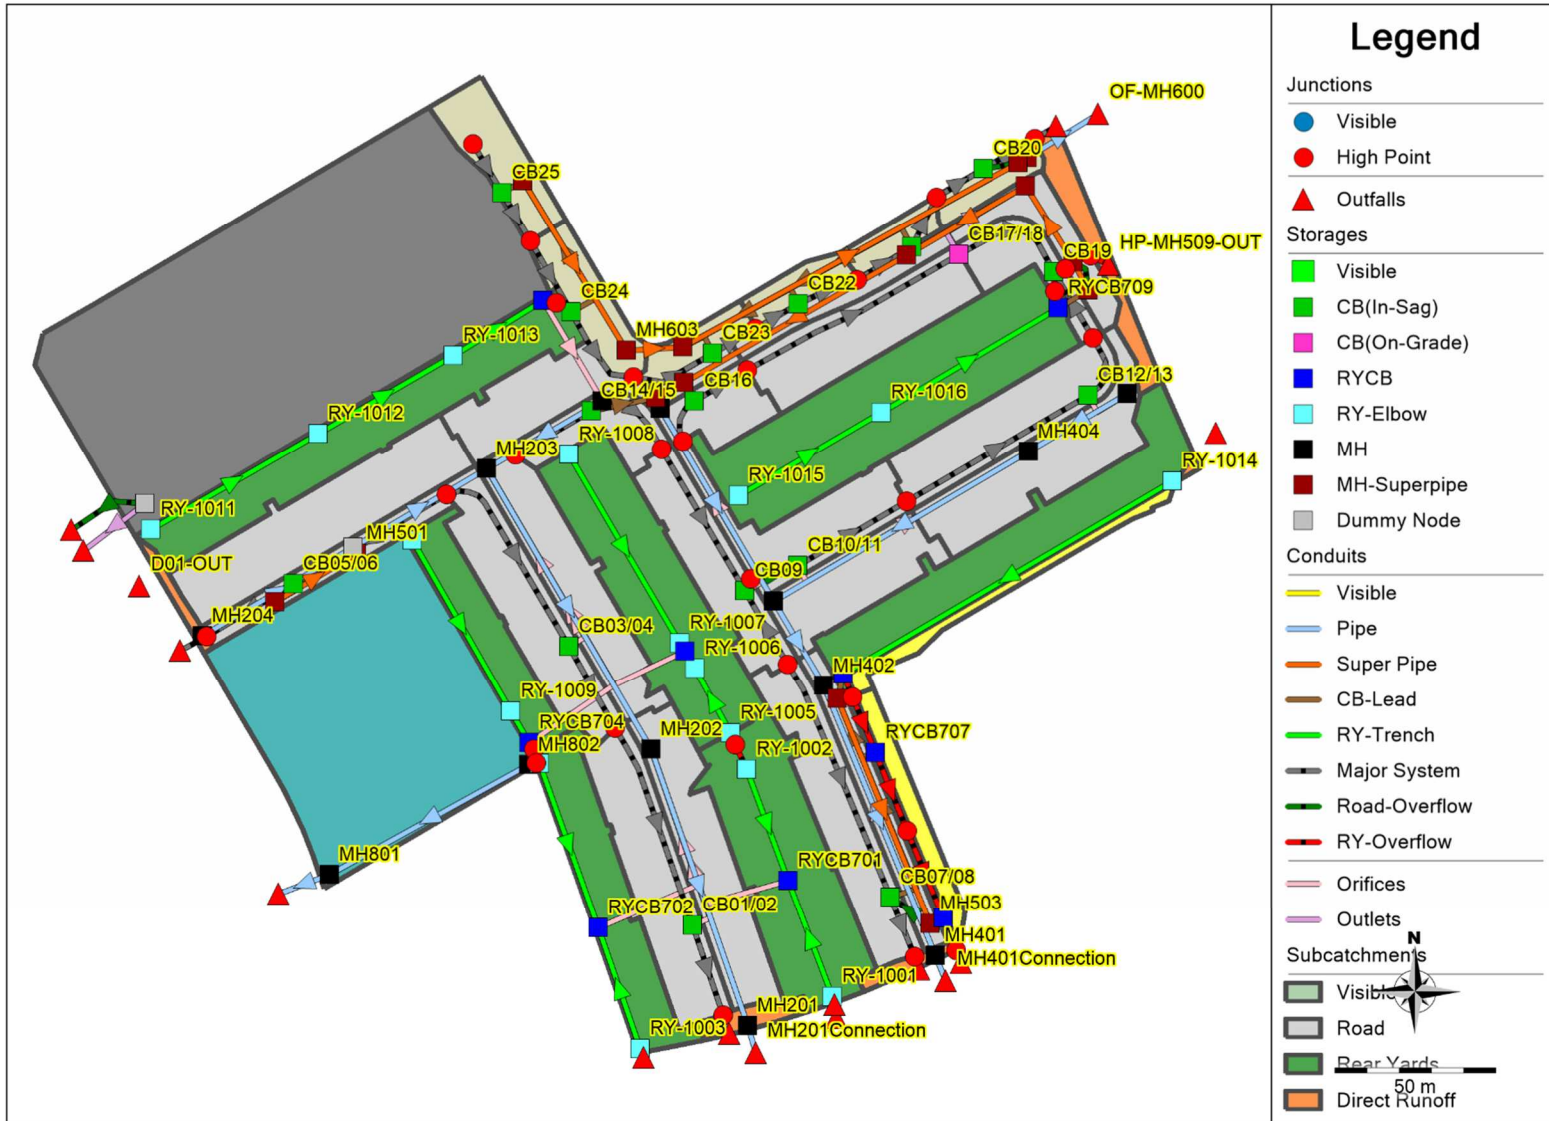 OF-MH600
CB20
CB25
CB17/18
HP-MH509-OUT
CB19
CB22
RYCB709
CB24
RY-1013
MH603
CB23
CB12/13
CB14/15
CB16
RY-1016
RY-1012
RY-1008
MH404
MH203
RY-1014
RY-1015
RY-1011
MH501
CB10/11
D01-OUT
CB05/06
CB09
MH204
CB03/04
RY-1007
RY-1006
MH402
RY-1009
RY-1005
RYCB704
MH202
RYCB707
MH802
RY-1002
MH801
RYCB701
CB07/08
RYCB702
CB01/02
MH503
MH401
MH401Connection
RY-1001
MH201
RY-1003
MH201Connection
Legend
Junctions
Visible
High Point
Outfalls
Storages
Visible
CB(In-Sag)
CB(On-Grade)
RYCB
RY-Elbow
MH
MH-Superpipe
Dummy Node
Conduits
Visible
Pipe
Super Pipe
CB-Lead
RY-Trench
Major System
Road-Overflow
RY-Overflow
Orifices
Outlets
N
Subcatchments
Visible
Road
Rear Yards
50 m
Direct Runoff